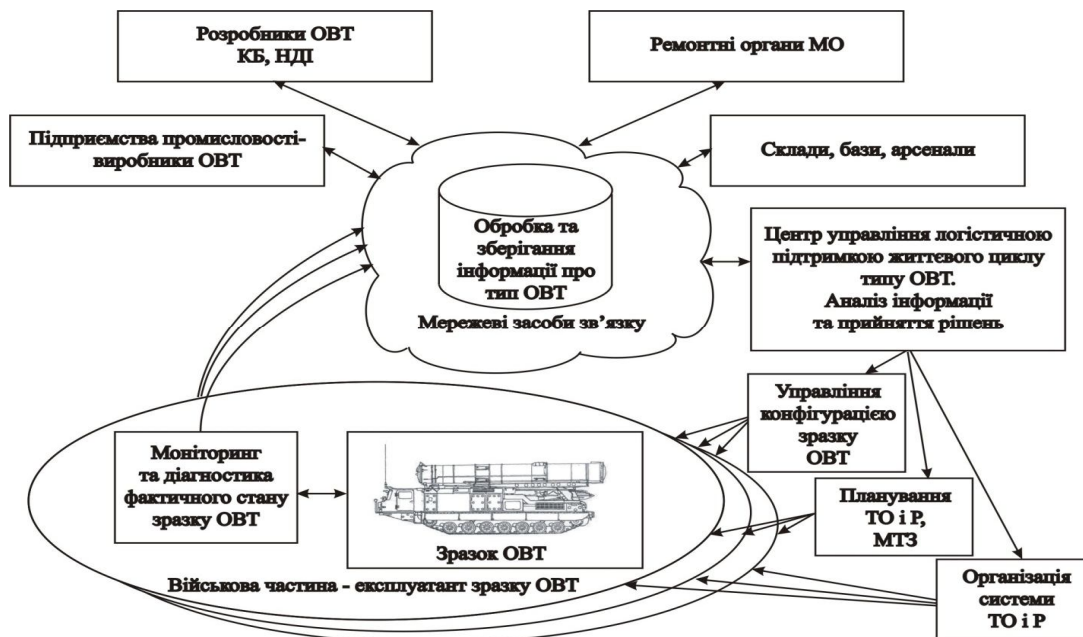 Розробники ОВТ
КБ, НДІ
Ремонтні органи МО
Підприємства промисловості-
виробники ОВТ
Склади, бази, арсенали
Обробка та
зберігання
інформації про
тип ОВТ
Мережеві засоби зв’язку
Центр управління логістичною
підтримкою життєвого циклу
типу ОВТ.
Аналіз інформації
та прийняття рішень
Управління
конфігурацією
зразку
ОВТ
Моніторинг
та діагностика
фактичного стану
зразку ОВТ
Зразок ОВТ
Планування
ТО і Р,
МТЗ
Військова частина - експлуатант зразку ОВТ
Організація
системи
ТО і Р